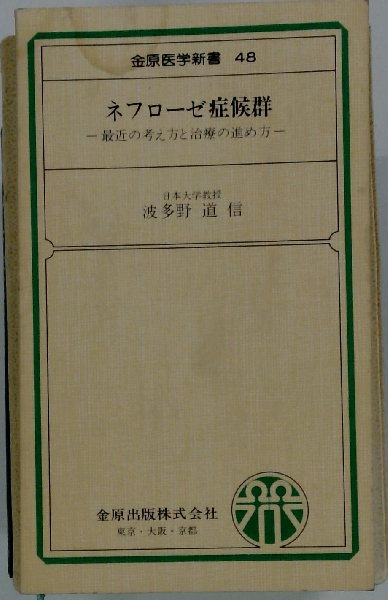 金原医学新書 48
ネフローゼ症候群
―最近の考え方と治療の進め方―
日本大学教授
波多野 道信
金原出版株式会社
東京・大阪・京都